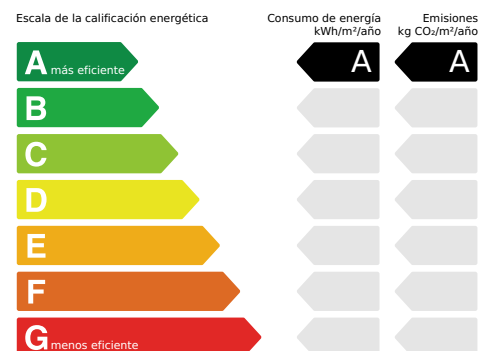 Escala de la calificación energética
Consumo de energía
kWh/m²/año
Emisiones
kg CO₂/m²/año
A más eficiente
A
A
B
C
D
E
F
G menos eficiente